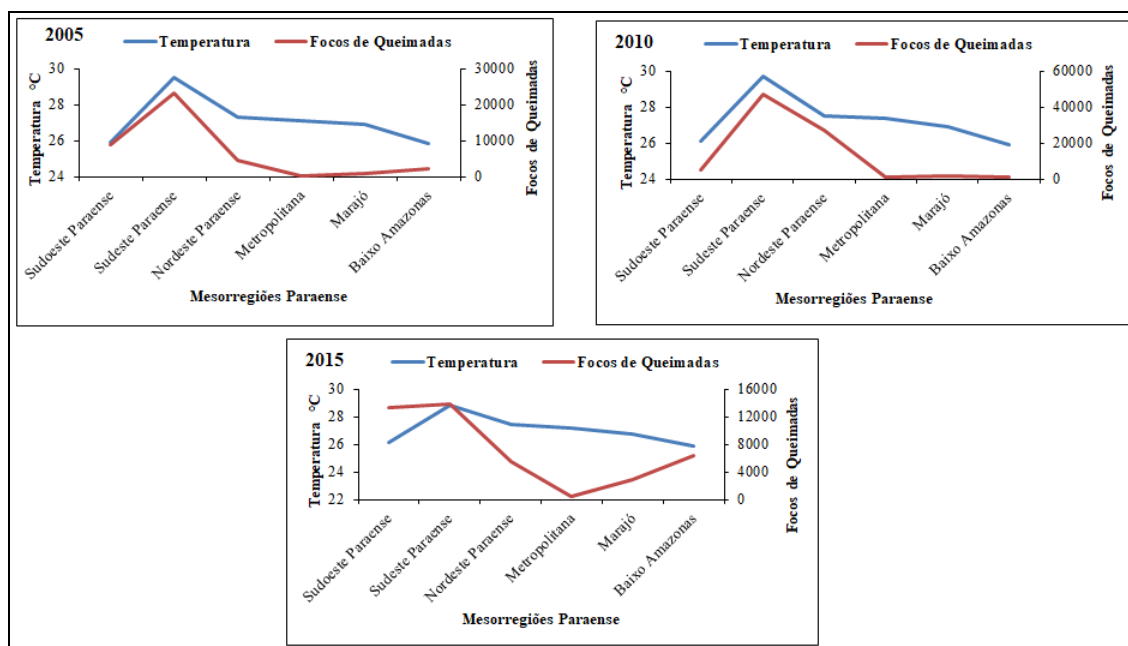 2005
Temperatura Focos de Queimadas
Temperatura °C
30
28
26
24
30000
20000
10000
0
Focos de Queimadas
Sudoeste Paraense
Sudeste Paraense
Nordeste Paraense
Metropolitana
Marajó
Baixo Amazonas
Mesorregiões Paraense
2010
Temperatura Focos de Queimadas
Temperatura °C
30
28
26
24
60000
40000
20000
0
Focos de Queimadas
Sudoeste Paraense
Sudeste Paraense
Nordeste Paraense
Metropolitana
Marajó
Baixo Amazonas
Mesorregiões Paraense
2015
Temperatura Focos de Queimadas
Temperatura °C
30
28
26
24
22
16000
12000
8000
4000
0
Focos de Queimadas
Sudoeste Paraense
Sudeste Paraense
Nordeste Paraense
Metropolitana
Marajó
Baixo Amazonas
Mesorregiões Paraense